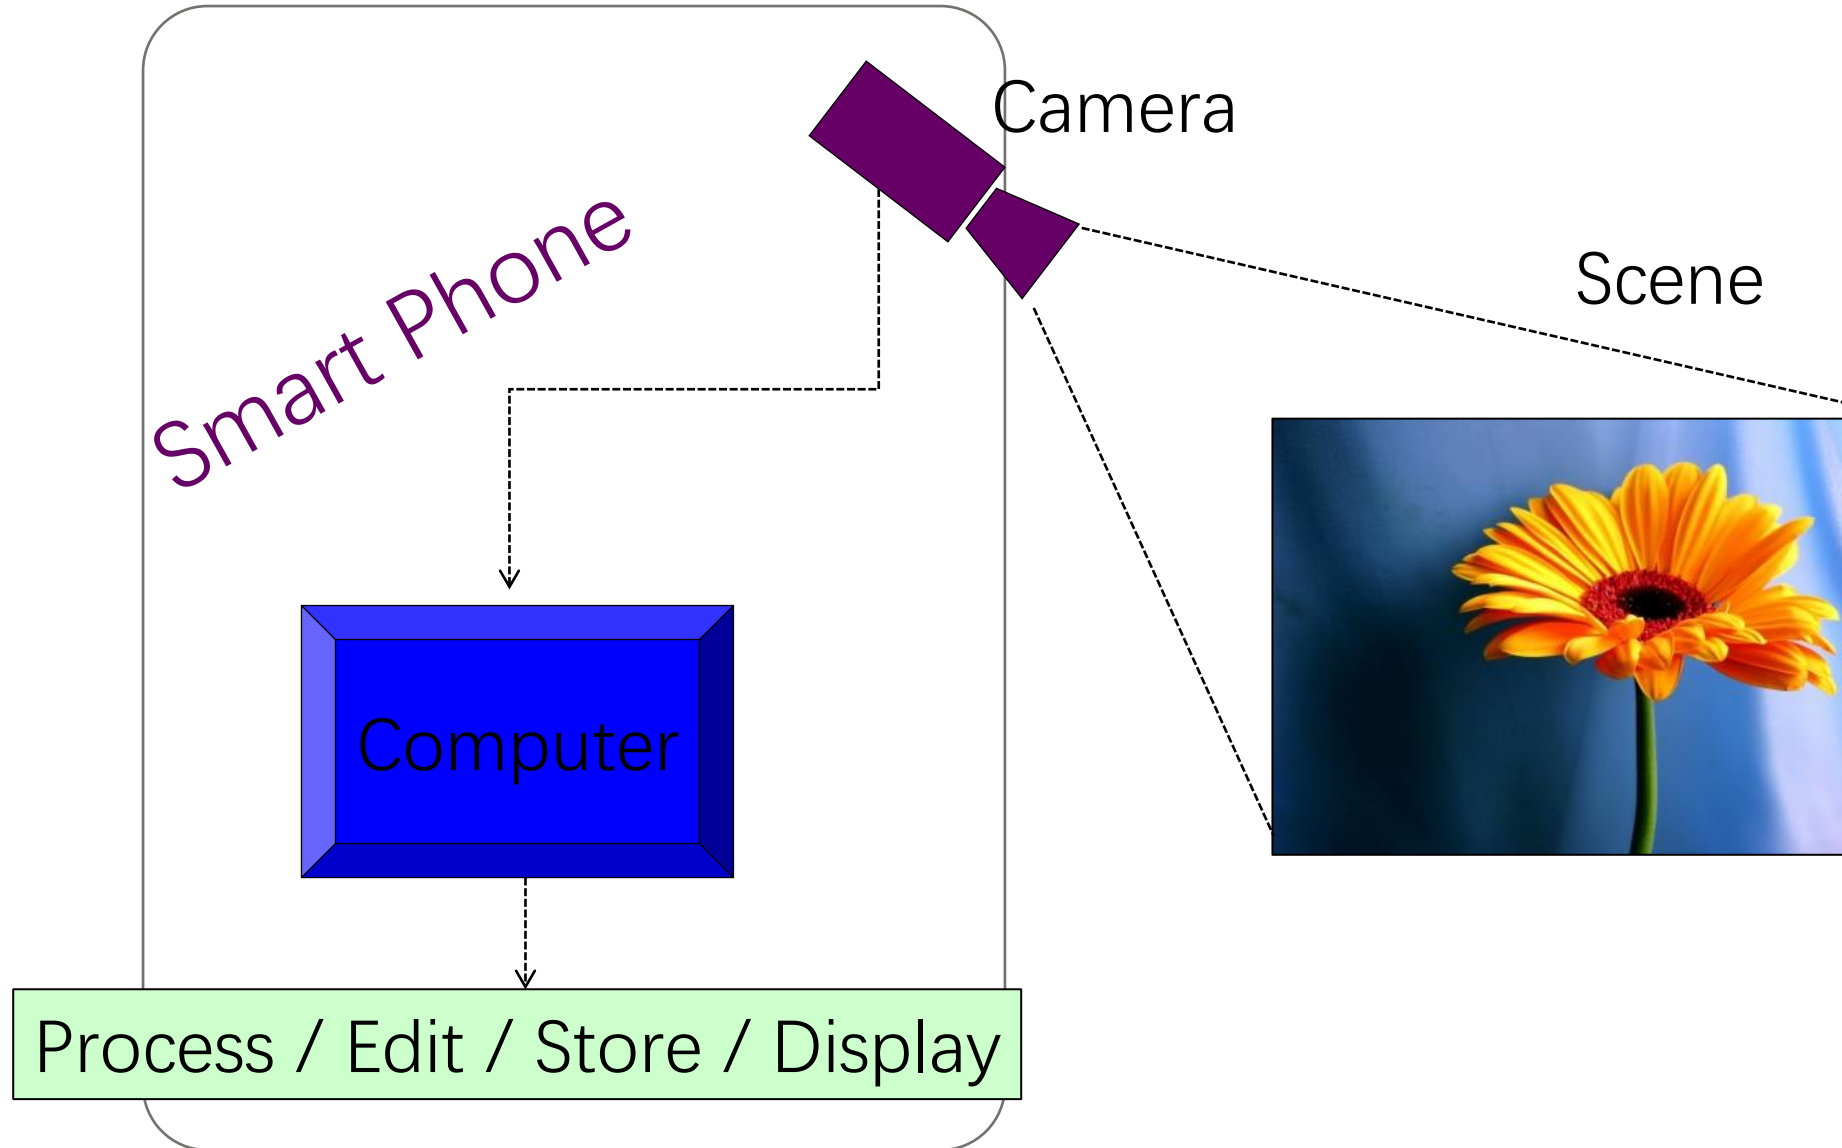 Camera
Smart Phone
Scene
Computer
Process / Edit / Store / Display